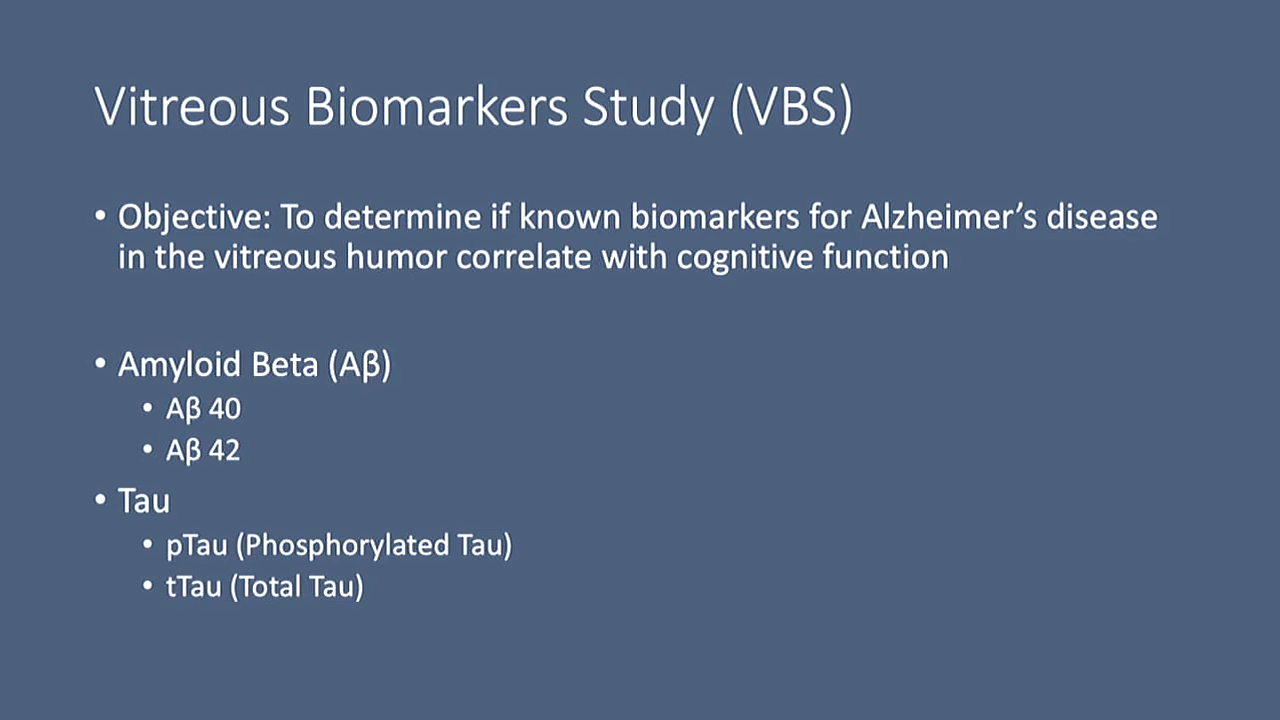 Vitreous Biomarkers Study (VBS)
• Objective: To determine if known biomarkers for Alzheimer’s disease
in the vitreous humor correlate with cognitive function
• Amyloid Beta (Aβ)
• Aβ 40
• Aβ 42
• Tau
• pTau (Phosphorylated Tau)
• tTau (Total Tau)